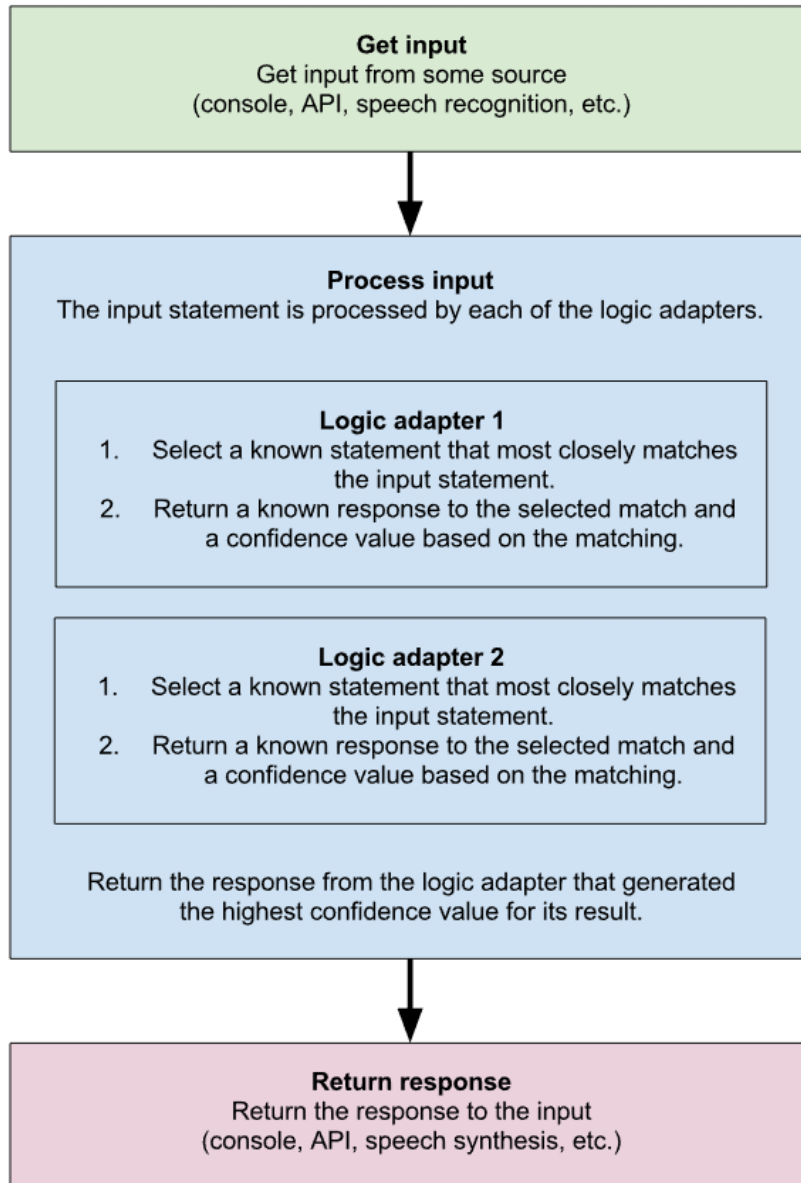 Get input
Get input from some source
(console, API, speech recognition, etc.)
Process input
The input statement is processed by each of the logic adapters.
Logic adapter 1
1. Select a known statement that most closely matches
the input statement.
2. Return a known response to the selected match and
a confidence value based on the matching.
Logic adapter 2
1. Select a known statement that most closely matches
the input statement.
2. Return a known response to the selected match and
a confidence value based on the matching.
Return the response from the logic adapter that generated
the highest confidence value for its result.
Return response
Return the response to the input
(console, API, speech synthesis, etc.)